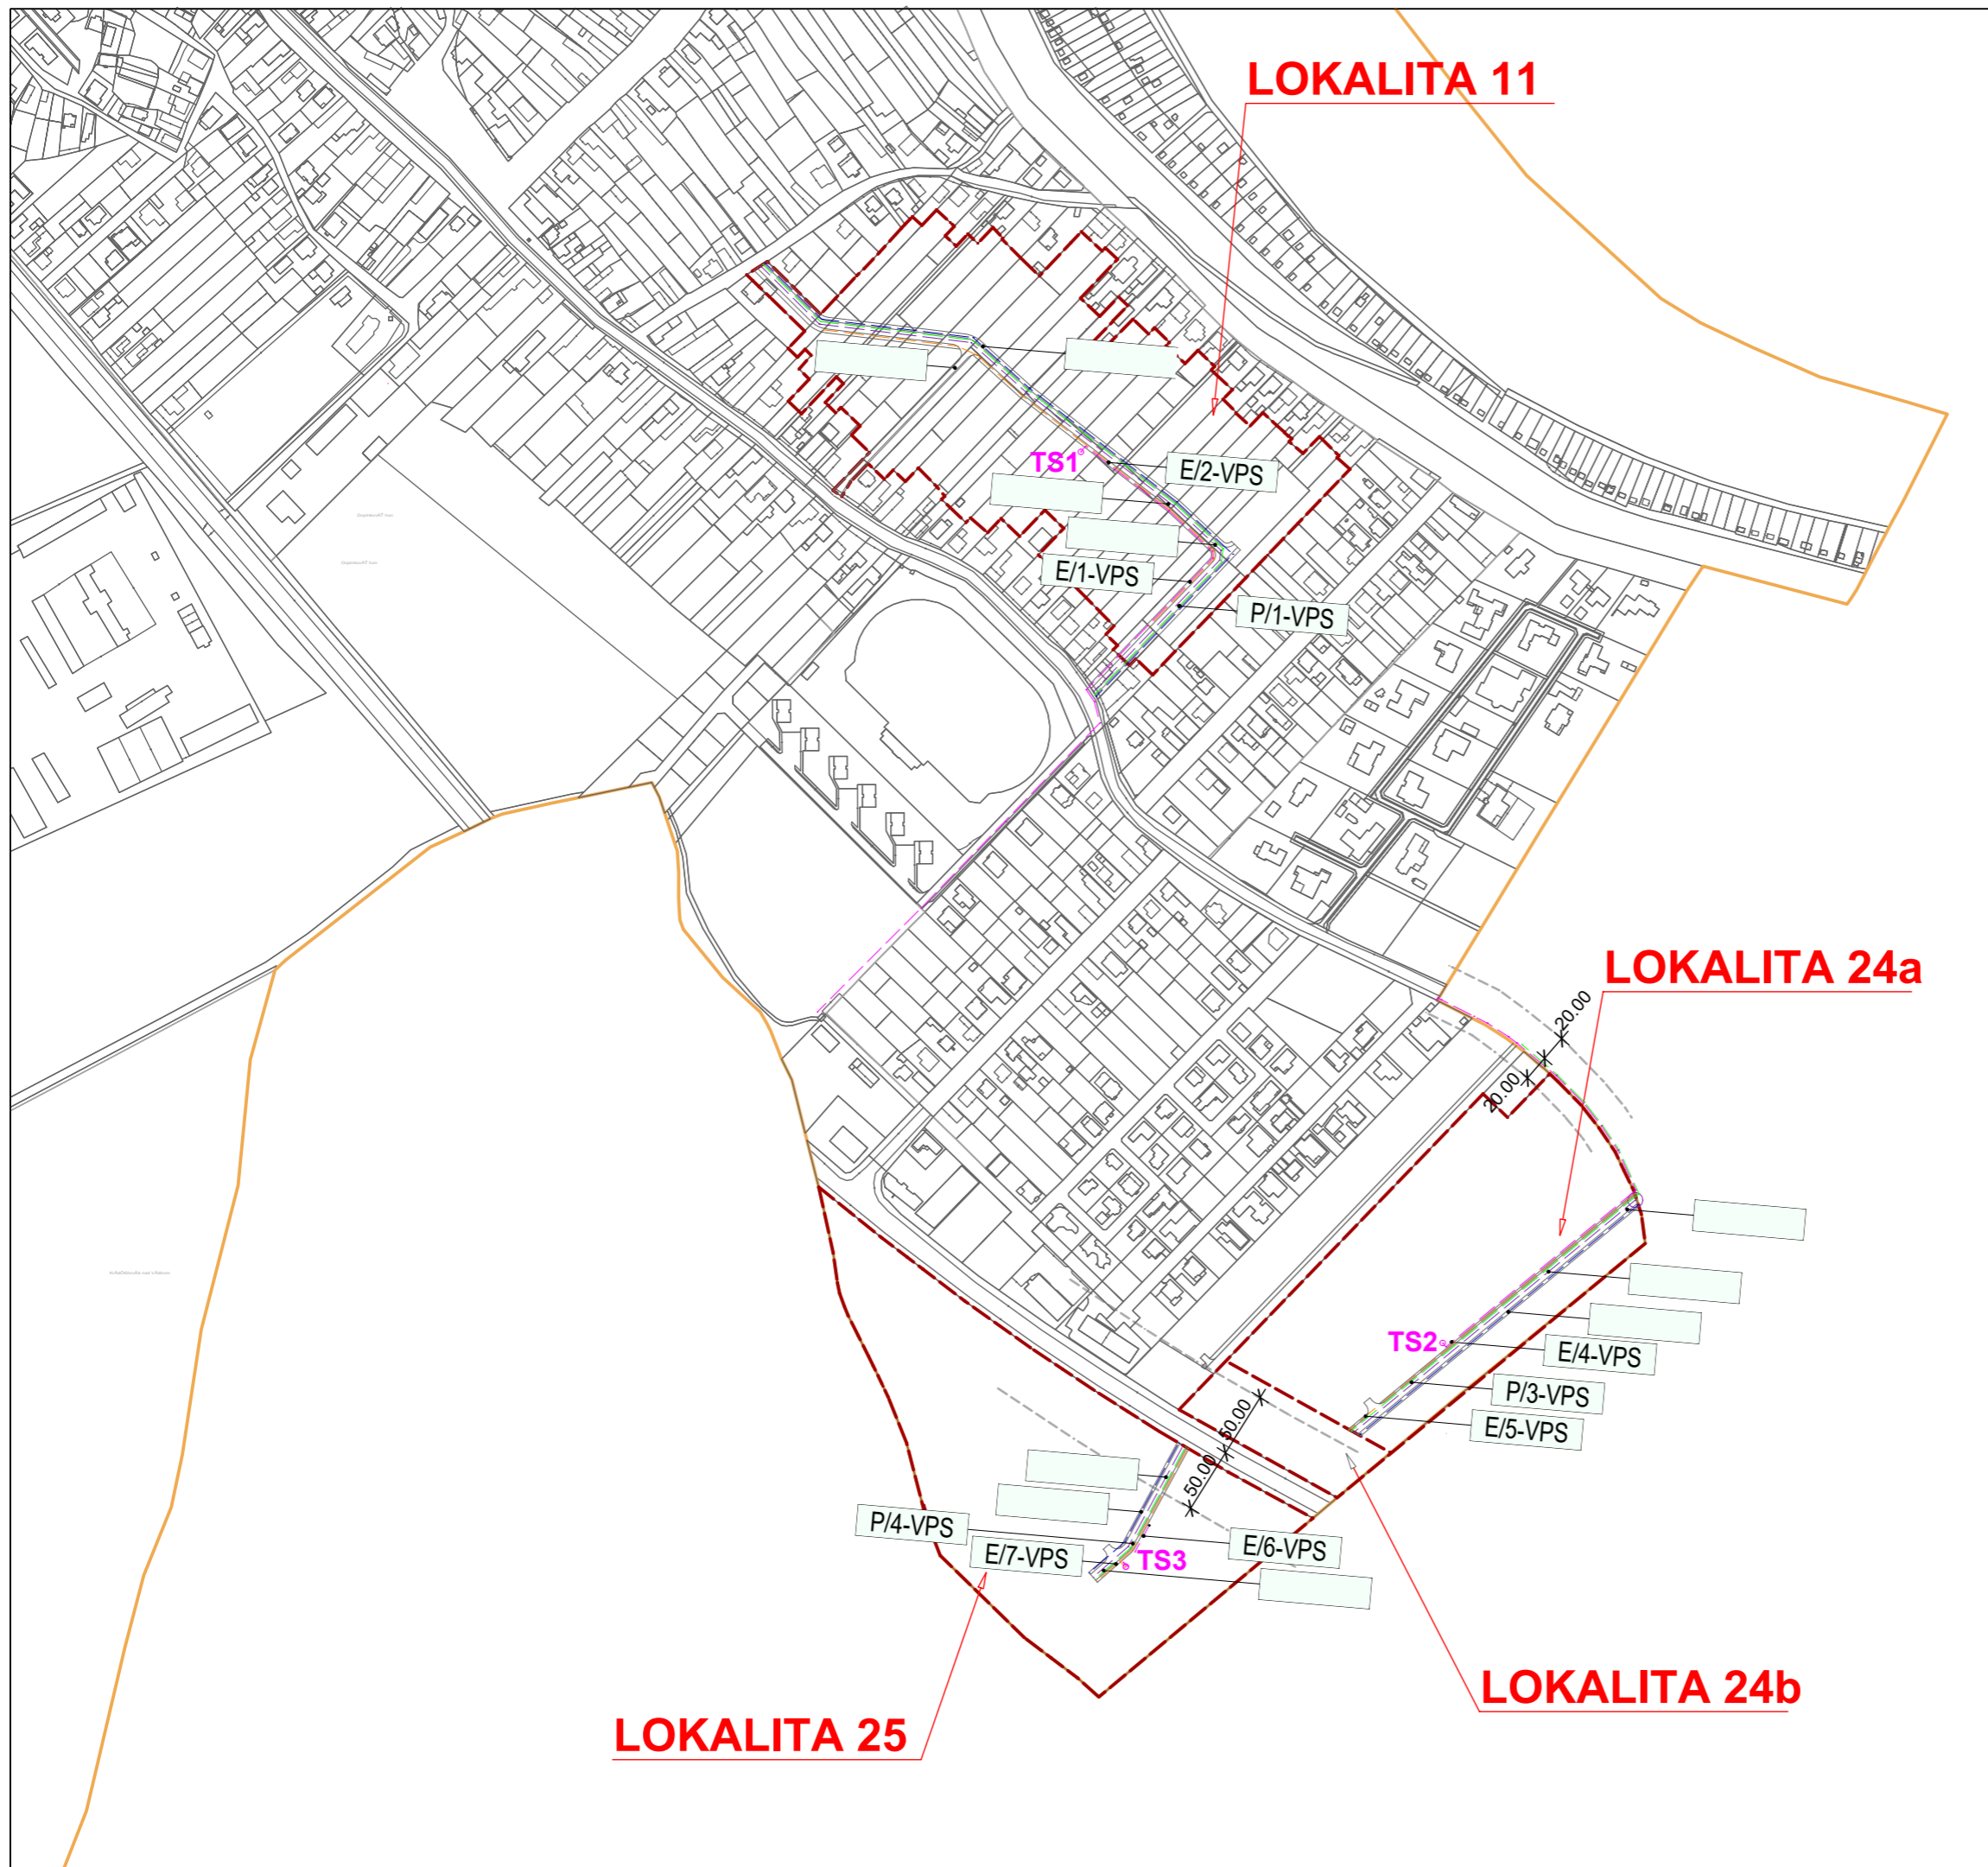 LOKALITA 11
TS1
E/2-VPS
E/1-VPS
P/1-VPS
LOKALITA 24a
20.00
20.00
TS2
E/4-VPS
P/3-VPS
E/5-VPS
50.00
50.00
P/4-VPS
E/7-VPS
E/6-VPS
TS3
LOKALITA 24b
LOKALITA 25